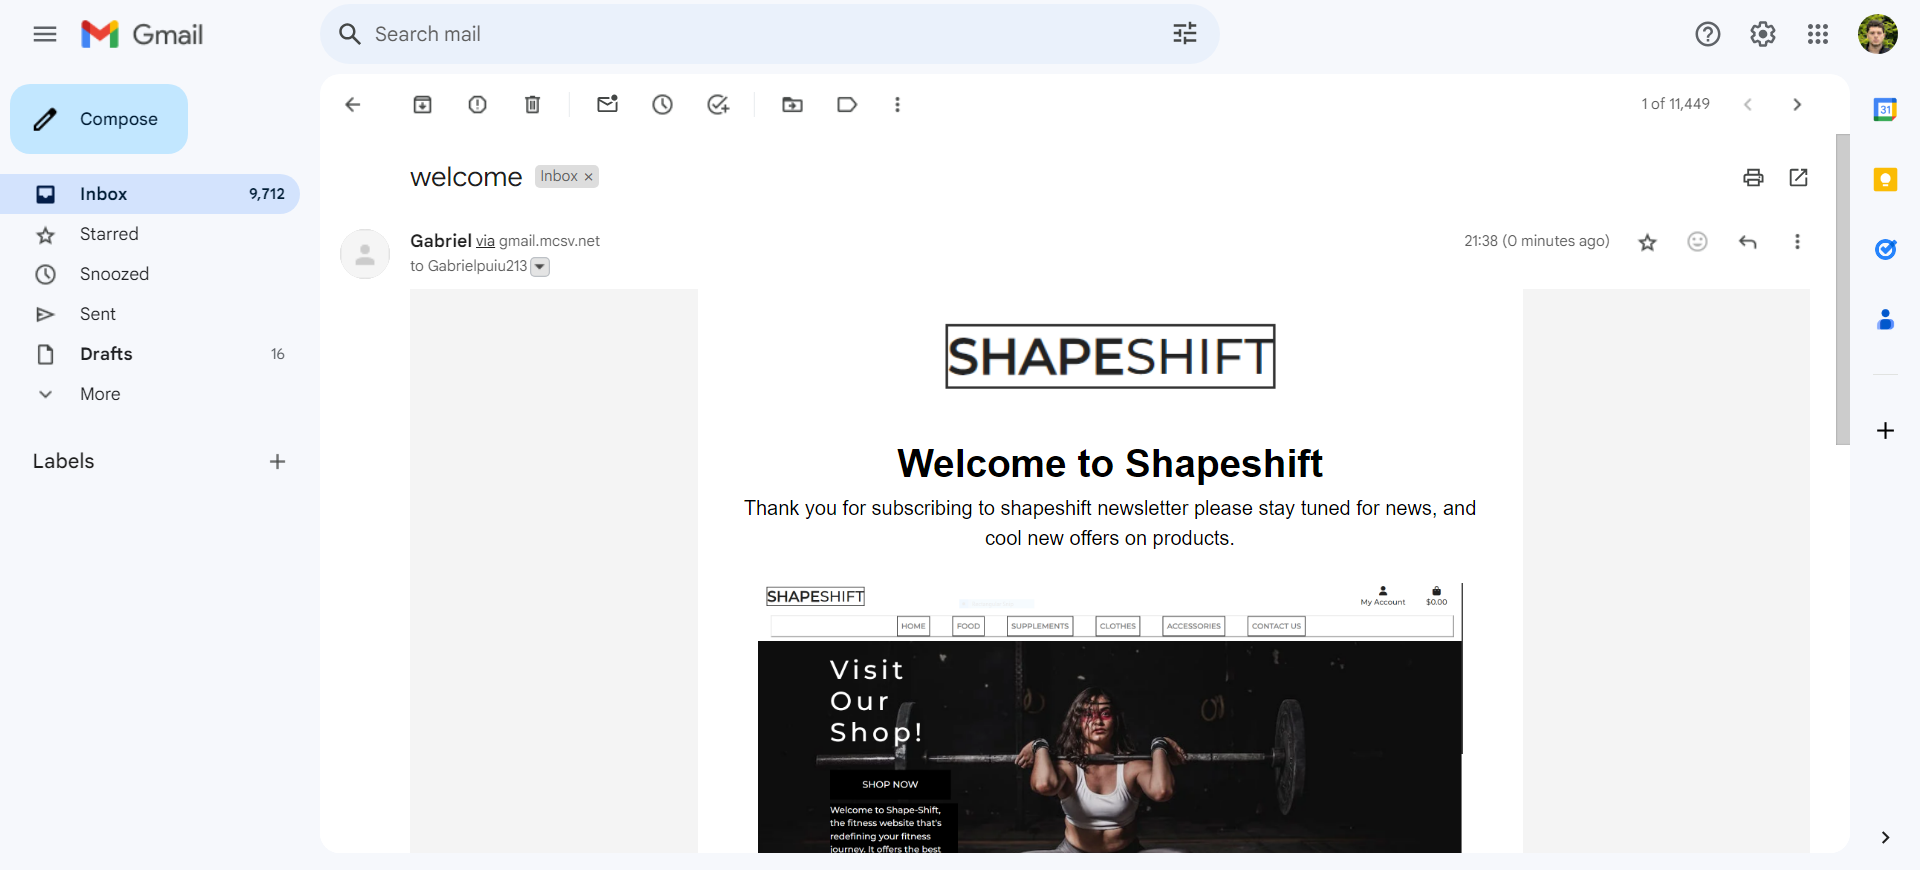 Gmail
Search mail
Compose
Inbox 9,712
Starred
Snoozed
Sent
Drafts 16
More
Labels
1 of 11,449
welcome Inbox ×
Gabriel via gmail.mcsv.net
21:38 (0 minutes ago)
to Gabrielpuiu213
SHAPESHIFT
Welcome to Shapeshift
Thank you for subscribing to shapeshift newsletter please stay tuned for news, and
cool new offers on products.
SHAPESHIFT
My Account $0.00
HOME FOOD SUPPLEMENTS CLOTHES ACCESSORIES CONTACT US
Visit
Our
Shop!
SHOP NOW
Welcome to Shape-Shift,
the fitness website that's
redefining your fitness
journey. It offers the best
31